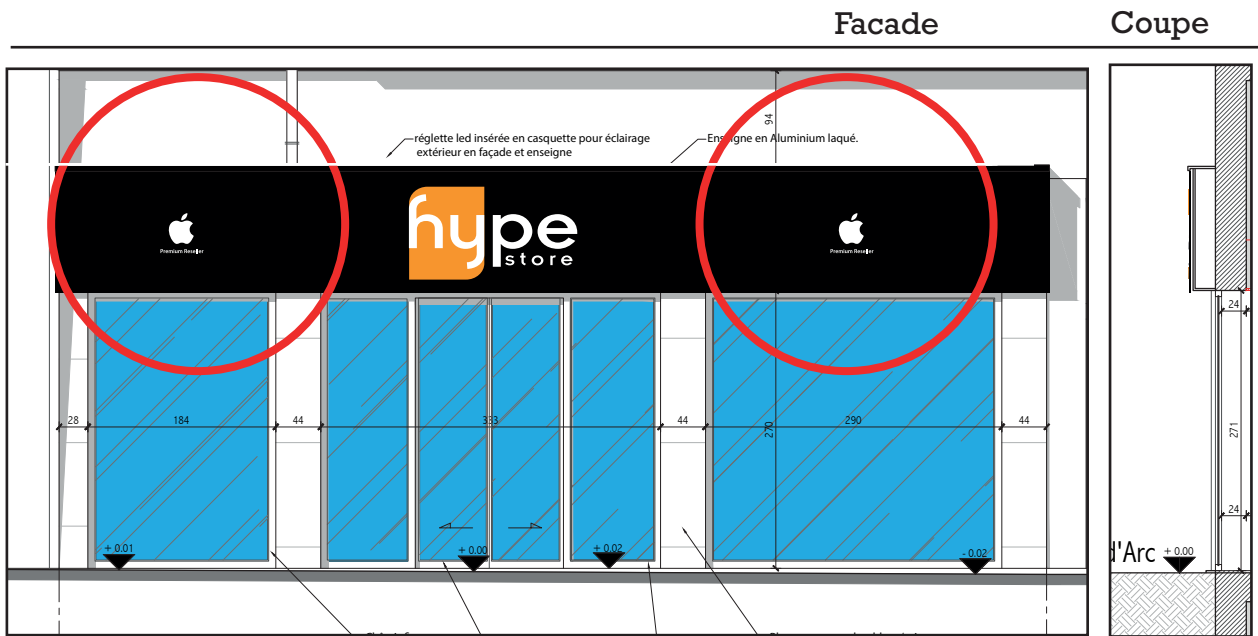 Facade
Coupe
94
réglette led insérée en casquette pour éclairage
extérieur en façade et enseigne
Enseigne en Aluminium laqué.
Premium Reseller
hype
store
Premium Reseller
24
28
184
44
333
44
270
290
44
271
24
+ 0.01
+ 0.00
+ 0.02
- 0.02
d'Arc
+ 0.00